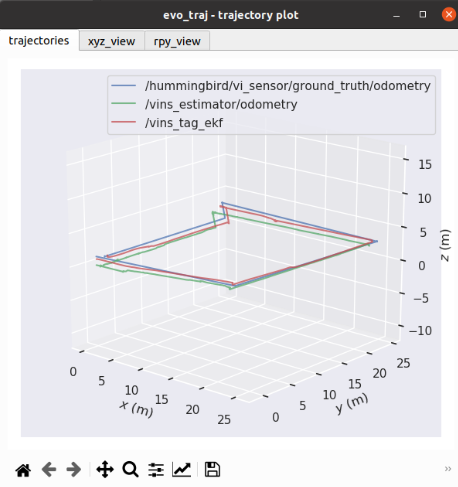 evo_traj - trajectory plot
trajectories xyz_view rpy_view
/hummingbird/vi_sensor/ground_truth/odometry
/vins_estimator/odometry
/vins_tag_ekf
15
10
5
0
−5
−10
z (m)
0
5
10
15
20
25
x (m)
0
5
10
15
20
25
y (m)